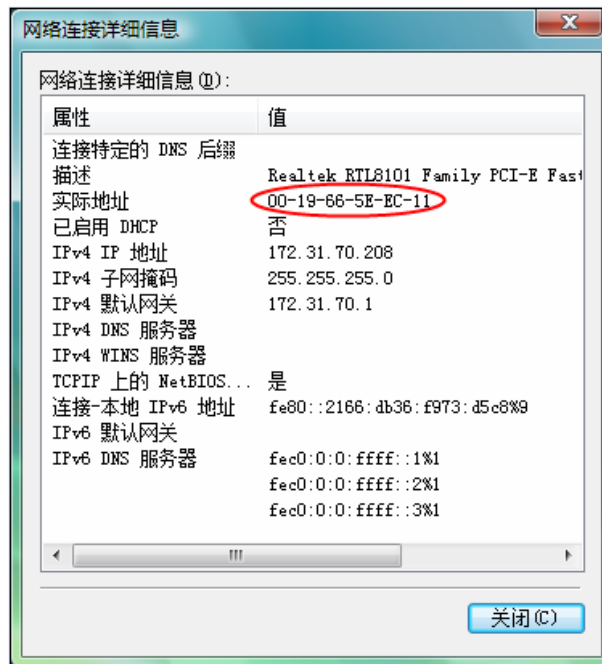 网络连接详细信息
网络连接详细信息(D):
属性 值
连接特定的 DNS 后缀
描述 Realtek RTL8101 Family PCI-E Fast
实际地址 00-19-66-5E-EC-11
已启用 DHCP 否
IPv4 IP 地址 172.31.70.208
IPv4 子网掩码 255.255.255.0
IPv4 默认网关 172.31.70.1
IPv4 DNS 服务器
IPv4 WINS 服务器
TCPIP 上的 NetBIOS... 是
连接-本地 IPv6 地址 fe80::2166:db36:f973:d5c8%9
IPv6 默认网关
IPv6 DNS 服务器 fec0:0:0:ffff::1%1
fec0:0:0:ffff::2%1
fec0:0:0:ffff::3%1
关闭(C)